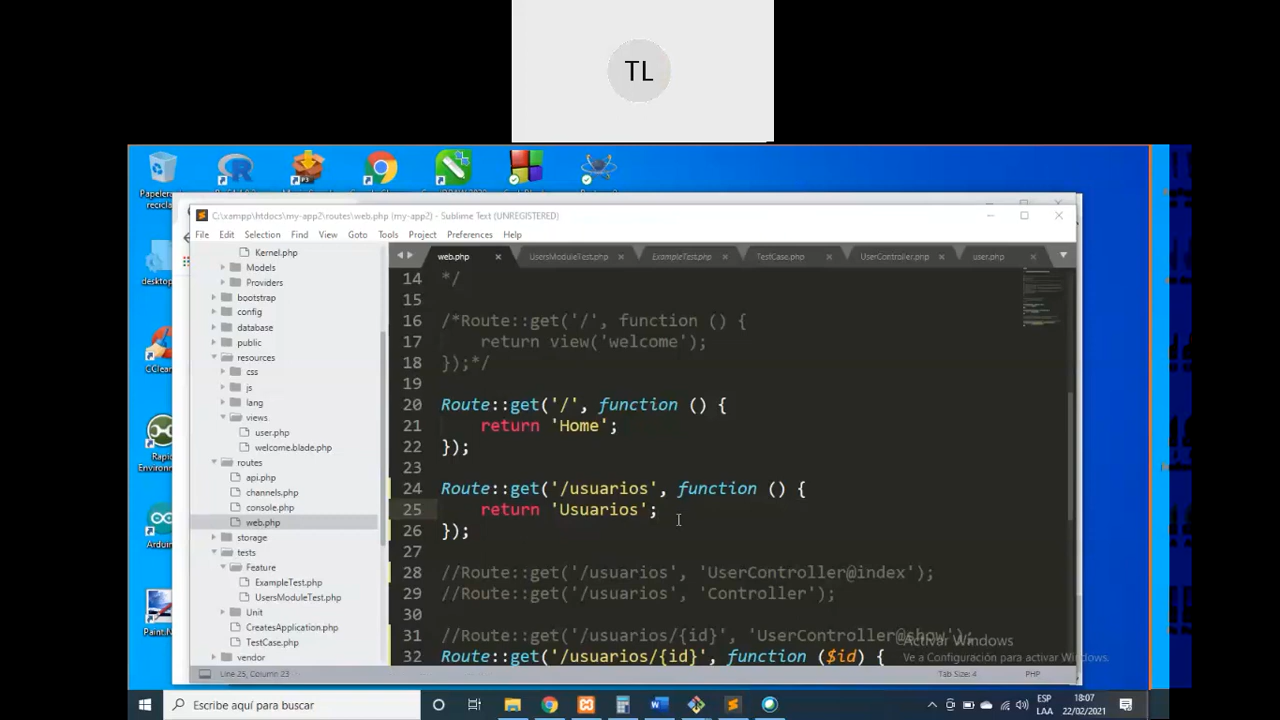 TL
Papelera
recicla
desktop
CClea
Rapid
Environm
Arduin
Paint.N
C:\xampp\htdocs\my-app2\routes\web.php (my-app2) - Sublime Text (UNREGISTERED)
File Edit Selection Find View Goto Tools Project Preferences Help
Kernel.php
Models
Providers
bootstrap
config
database
public
resources
css
js
lang
views
user.php
welcome.blade.php
routes
api.php
channels.php
console.php
web.php
storage
tests
Feature
ExampleTest.php
UsersModuleTest.php
Unit
CreatesApplication.php
TestCase.php
vendor
web.php UsersModuleTest.php ExampleTest.php TestCase.php UserController.php user.php
14 */
15
16 /*Route::get('/', function () {
17 return view('welcome');
18 });*/
19
20 Route::get('/', function () {
21 return 'Home';
22 });
23
24 Route::get('/usuarios', function () {
25 return 'Usuarios';
26 });
27
28 //Route::get('/usuarios', 'UserController@index');
29 //Route::get('/usuarios', 'Controller');
30
31 //Route::get('/usuarios/{id}', 'UserController@show');
32 Route::get('/usuarios/{id}', function ($id) {
Activar Windows
Ve a Configuración para activar Windows.
Line 25, Column 23 Tab Size: 4 PHP
Escribe aquí para buscar
ESP
LAA
18:07
22/02/2021